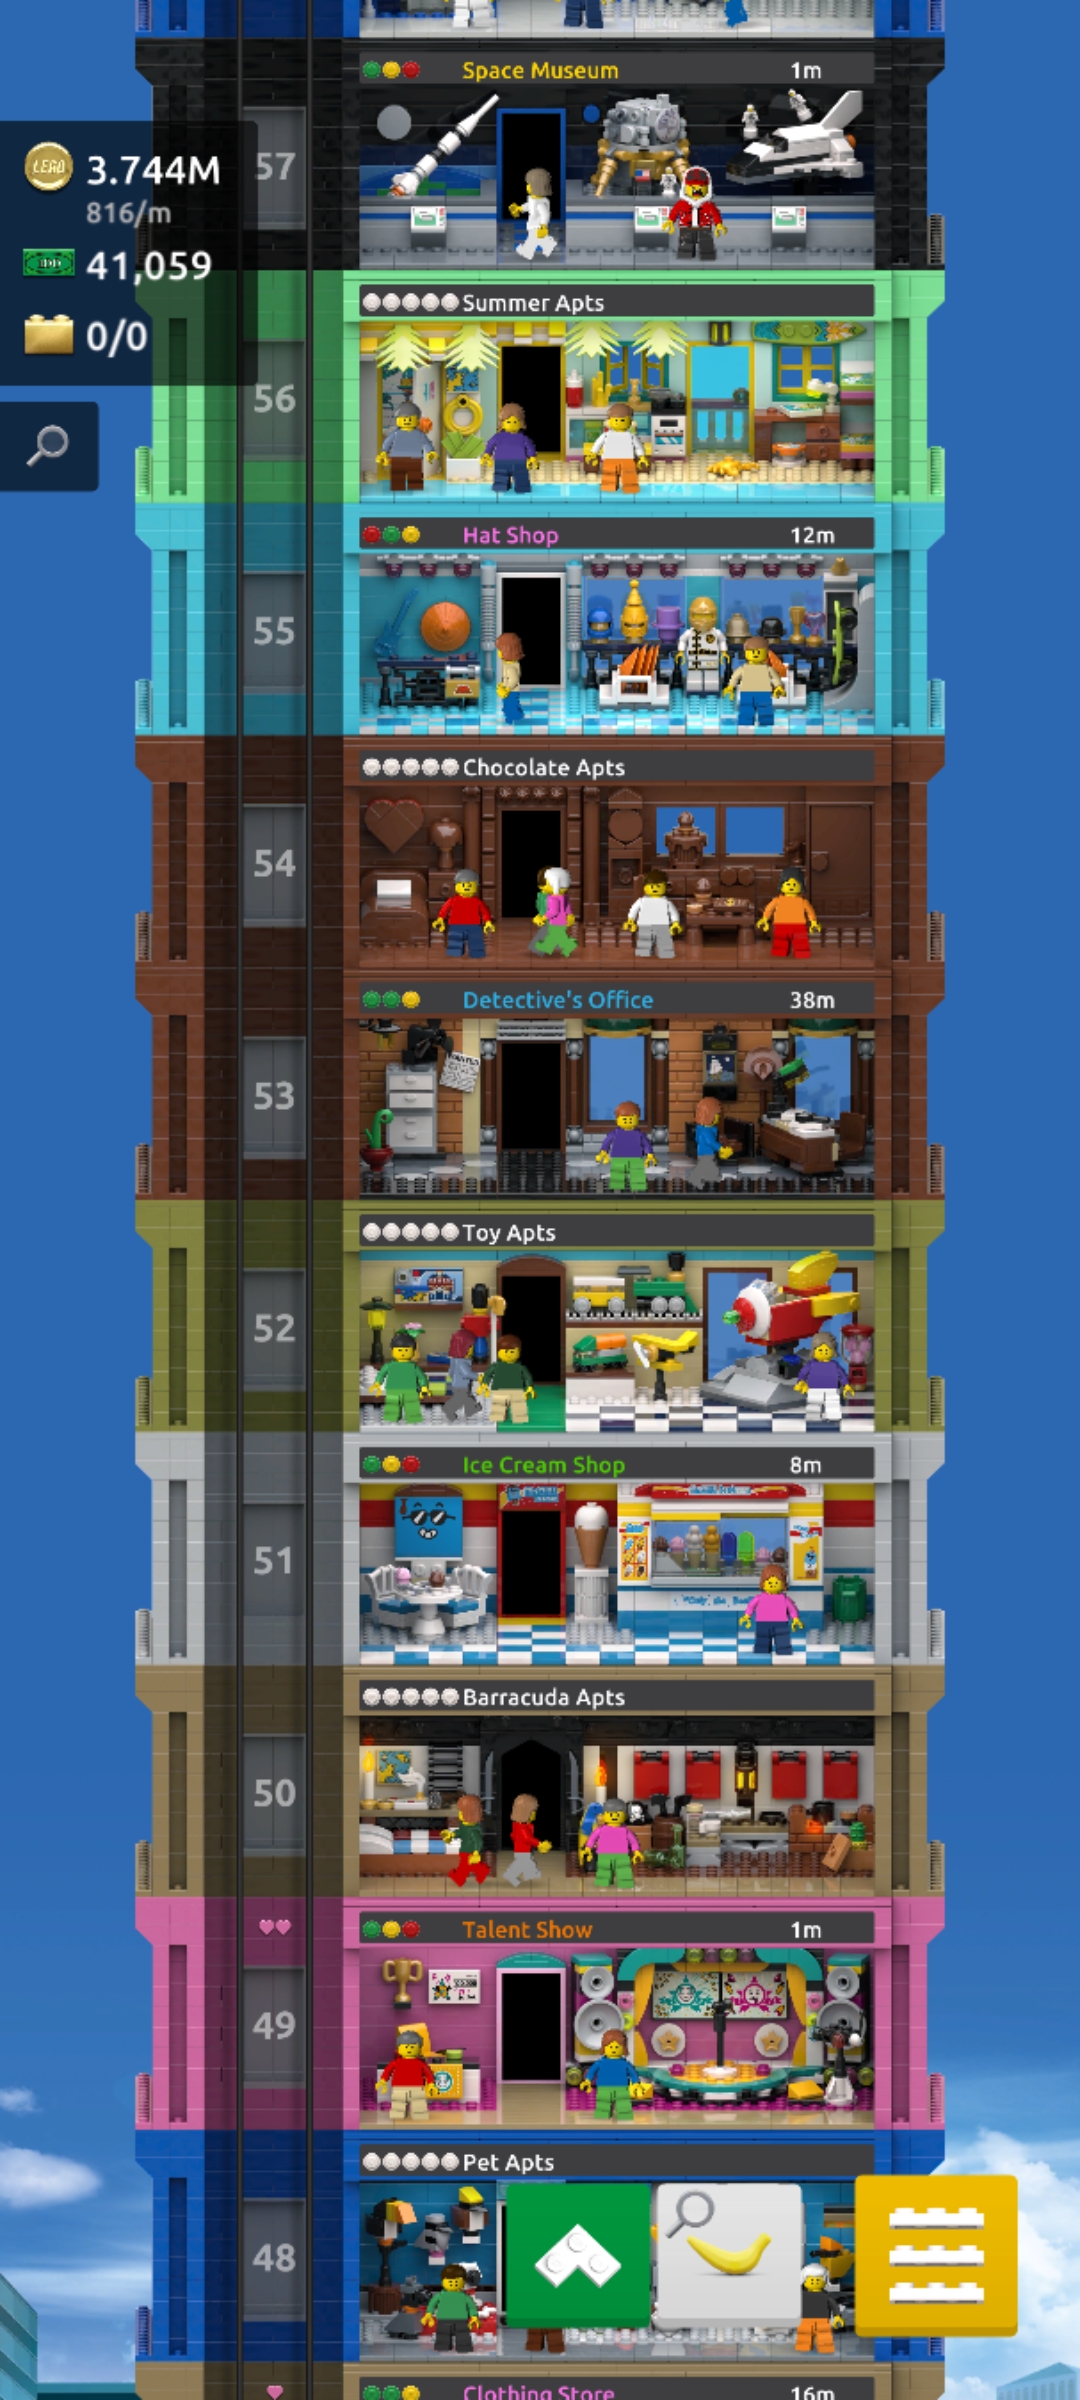 Space Museum 1m
57
LEGO
3.744M
816/m
41,059
0/0
Summer Apts
56
Hat Shop 12m
55
Chocolate Apts
54
Detective's Office 38m
53
WANTED
Toy Apts
52
Ice Cream Shop 8m
51
Barracuda Apts
50
Talent Show 1m
49
Pet Apts
48
Clothing Store 16m